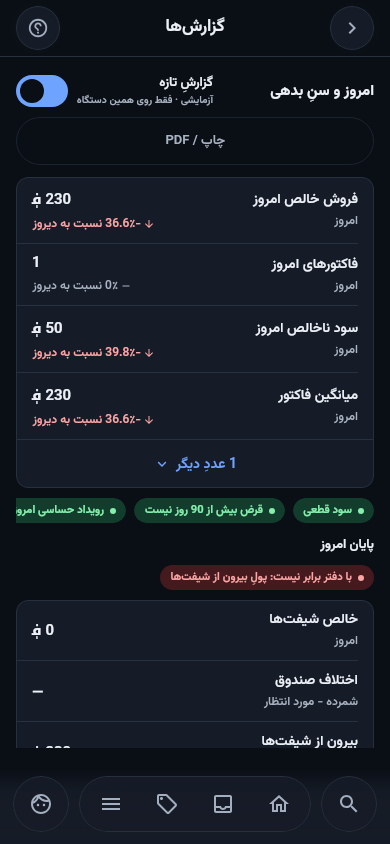 گزارش‌ها
امروز و سنِ بدهی
گزارشِ تازه
آزمایشی · فقط روی همین دستگاه
چاپ / PDF
فروش خالص امروز
230 ؋
امروز
↓ -36.6٪ نسبت به دیروز
فاکتورهای امروز
1
امروز
— 0٪ نسبت به دیروز
سود ناخالص امروز
50 ؋
امروز
↓ -39.8٪ نسبت به دیروز
میانگین فاکتور
230 ؋
امروز
↓ -36.6٪ نسبت به دیروز
1 عددِ دیگر
سود قطعی
قرض بیش از 90 روز نیست
رویداد حساسی امروز
پایان امروز
با دفتر برابر نیست: پولِ بیرون از شیفت‌ها
خالص شیفت‌ها
0 ؋
امروز
اختلاف صندوق
—
شمرده - مورد انتظار
بیرون از شیفت‌ها